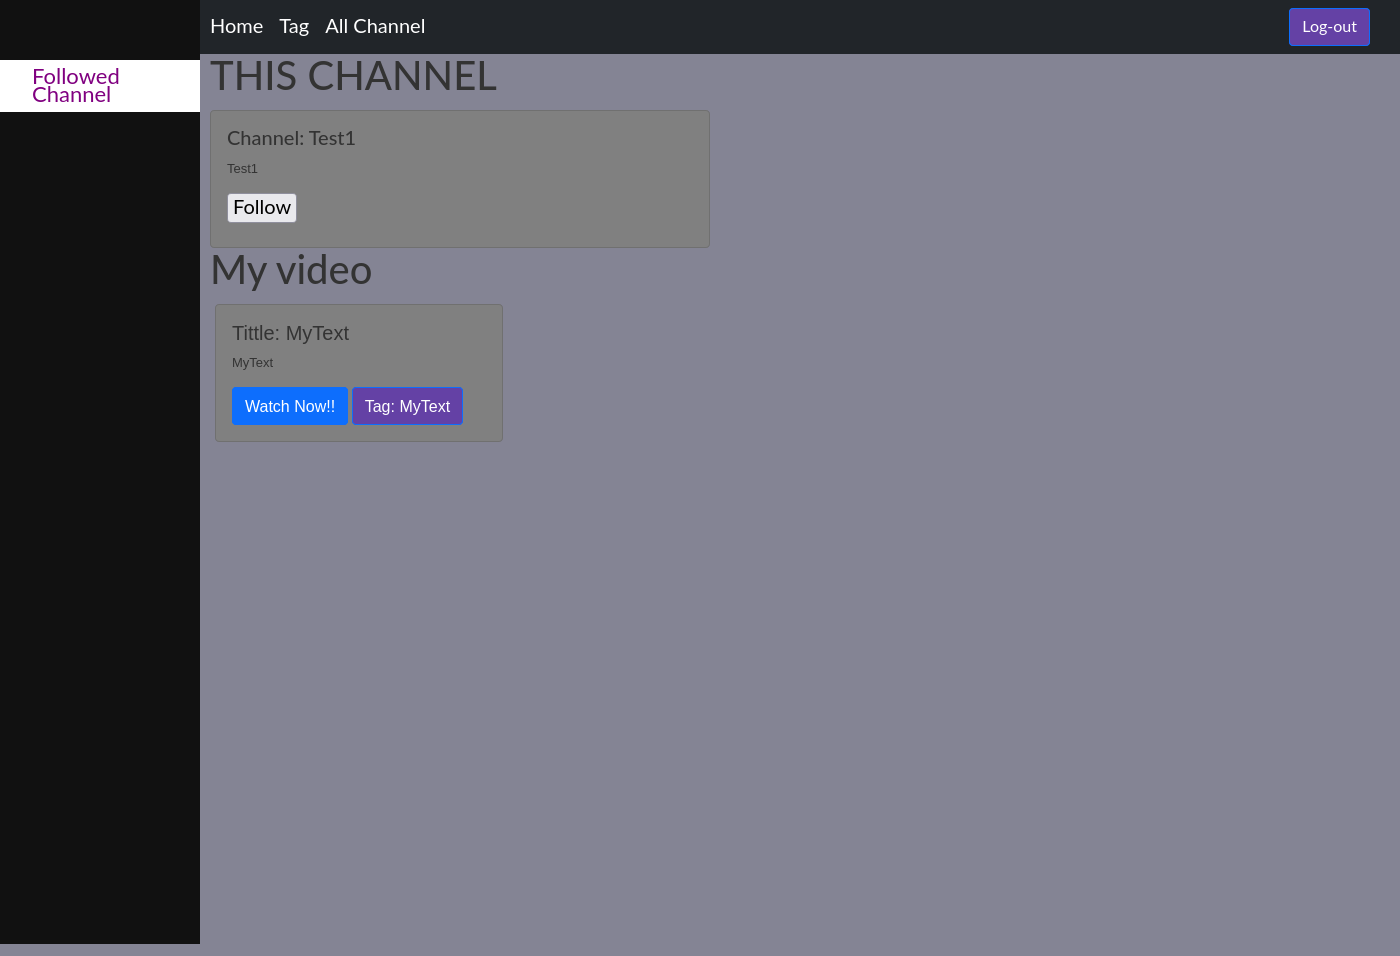 Home Tag All Channel Log-out
Followed
Channel
THIS CHANNEL
Channel: Test1
Test1
Follow
My video
Tittle: MyText
MyText
Watch Now!! Tag: MyText